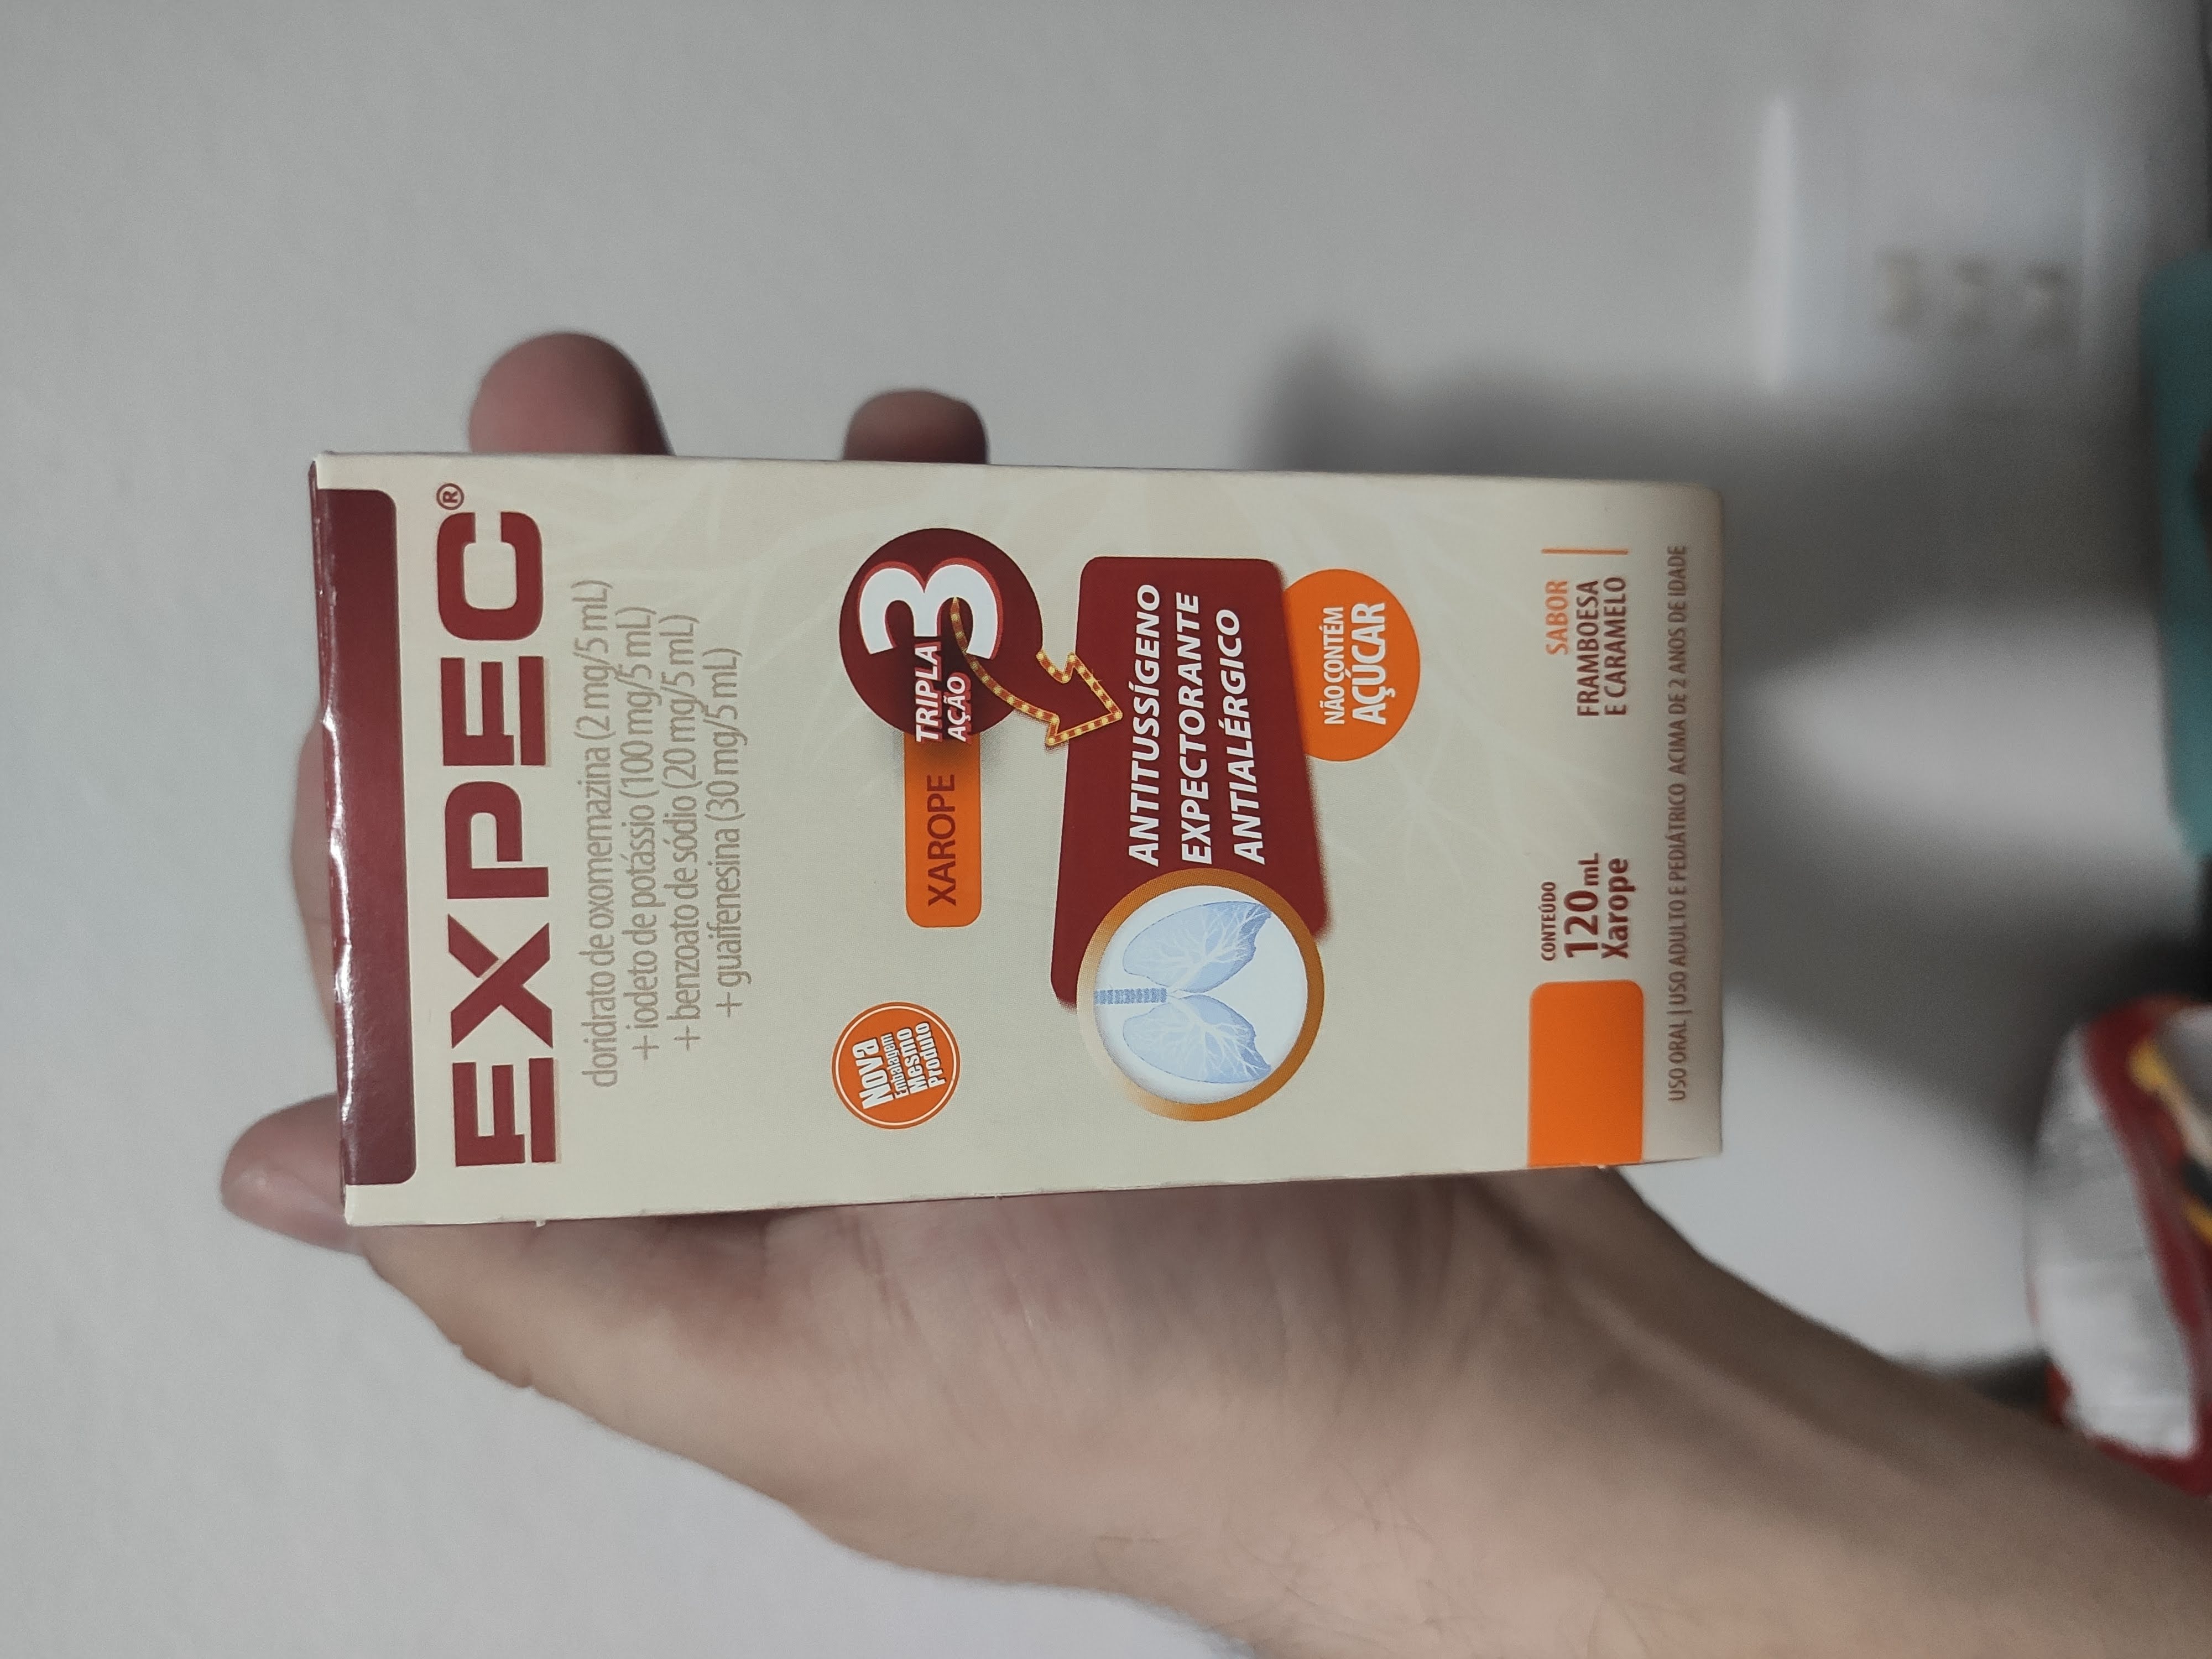 EXPEC®
cloridrato de oxomemazina (2 mg/5 mL)
+ iodeto de potássio (100 mg/5 mL)
+ benzoato de sódio (20 mg/5 mL)
+ guaifenesina (30 mg/5 mL)
Nova
Embalagem
Mesmo
Produto
XAROPE
TRIPLA
AÇÃO
3
ANTITUSSÍGENO
EXPECTORANTE
ANTIALÉRGICO
NÃO CONTÉM
AÇÚCAR
CONTEÚDO
120 mL
Xarope
SABOR
FRAMBOESA
E CARAMELO
USO ORAL | USO ADULTO E PEDIÁTRICO ACIMA DE 2 ANOS DE IDADE